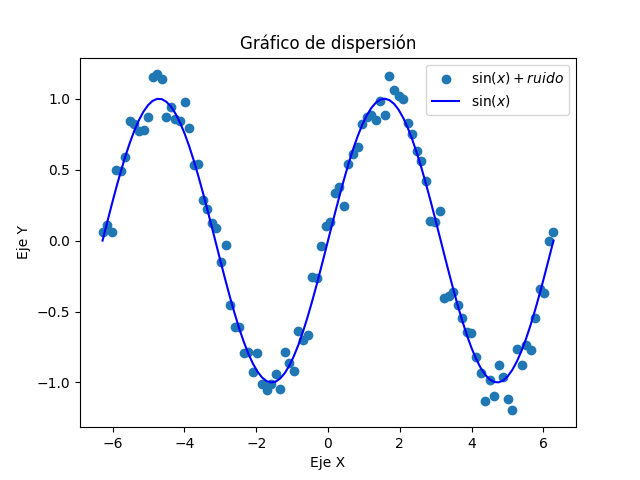 Gráfico de dispersión
sin(x) + ruido
sin(x)
Eje Y
1.0
0.5
0.0
−0.5
−1.0
−6 −4 −2 0 2 4 6
Eje X